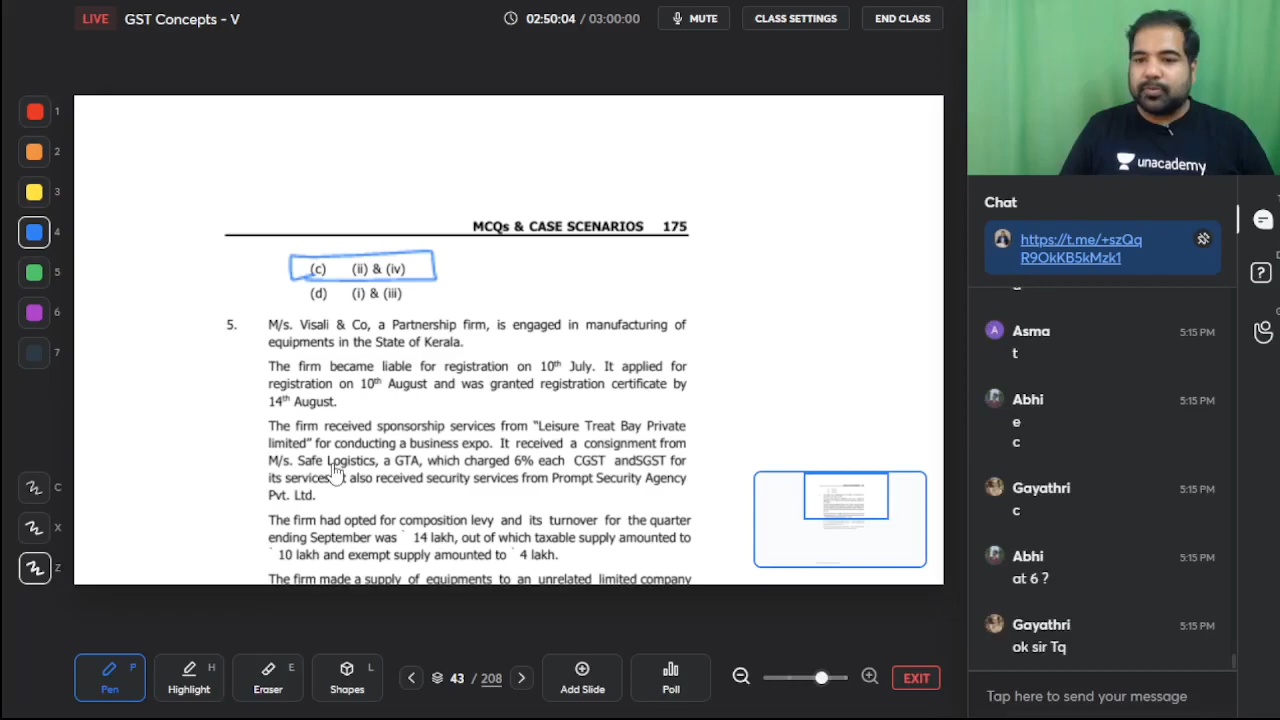 LIVE GST Concepts - V 02:50:04 / 03:00:00 MUTE CLASS SETTINGS END CLASS
unacademy
1
2
3
4
5
6
7
C
X
Z
MCQs & CASE SCENARIOS 175
(c) (ii) & (iv)
(d) (i) & (iii)
5. M/s. Visali & Co, a Partnership firm, is engaged in manufacturing of
equipments in the State of Kerala.
The firm became liable for registration on 10th July. It applied for
registration on 10th August and was granted registration certificate by
14th August.
The firm received sponsorship services from "Leisure Treat Bay Private
limited" for conducting a business expo. It received a consignment from
M/s. Safe Logistics, a GTA, which charged 6% each CGST andSGST for
its services also received security services from Prompt Security Agency
Pvt. Ltd.
The firm had opted for composition levy and its turnover for the quarter
ending September was ` 14 lakh, out of which taxable supply amounted to
` 10 lakh and exempt supply amounted to ` 4 lakh.
The firm made a supply of equipments to an unrelated limited company
Chat
https://t.me/+szQq
R9OkKB5kMzk1
Asma 5:15 PM
t
Abhi 5:15 PM
e
c
Gayathri 5:15 PM
c
Abhi 5:15 PM
at 6 ?
Gayathri 5:15 PM
ok sir Tq
Tap here to send your message
P H E L
Pen Highlight Eraser Shapes 43 / 208 Add Slide Poll EXIT